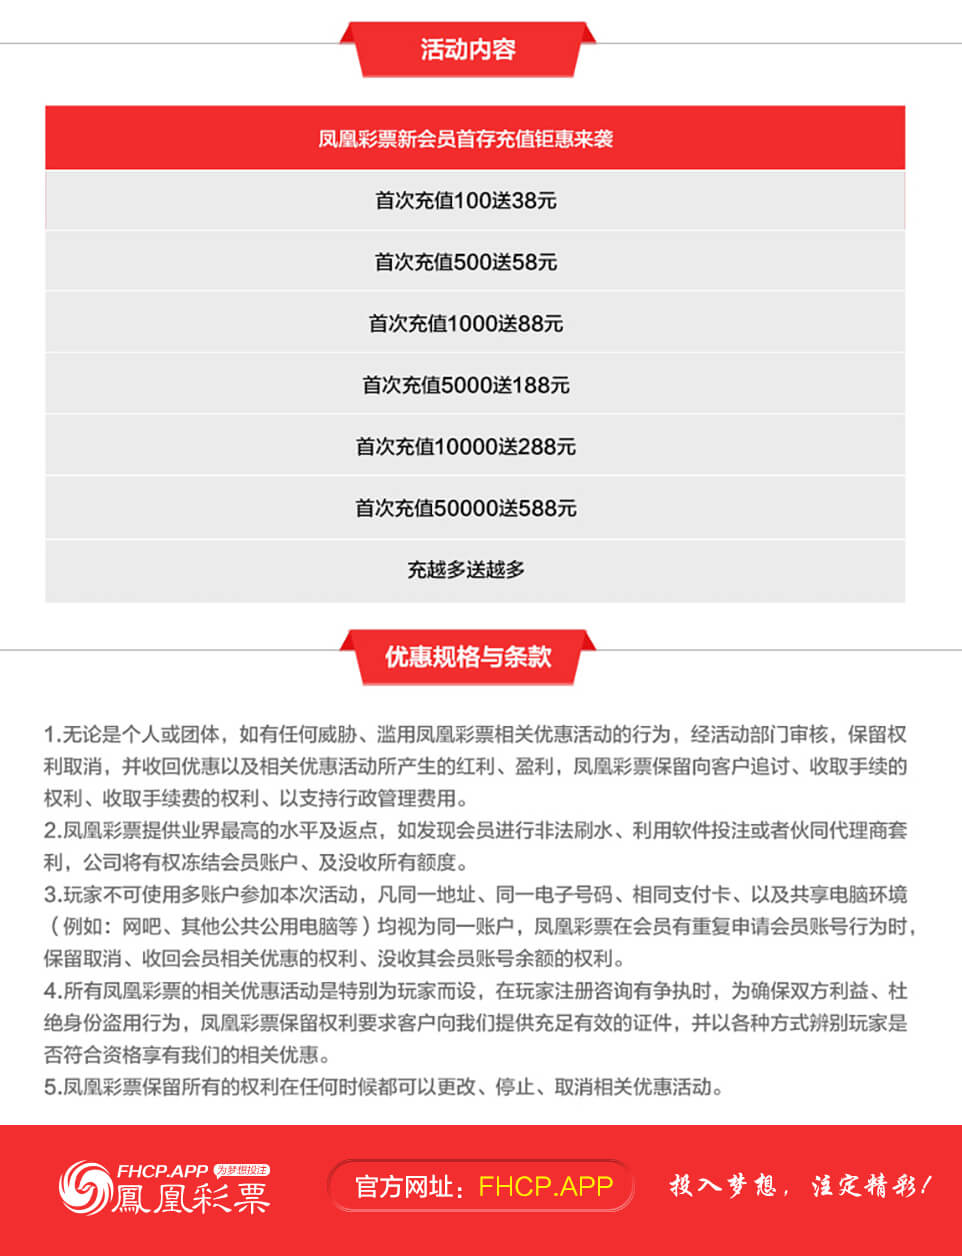 活动内容
凤凰彩票新会员首存充值钜惠来袭
首次充值100送38元
首次充值500送58元
首次充值1000送88元
首次充值5000送188元
首次充值10000送288元
首次充值50000送588元
充越多送越多
优惠规格与条款
1.无论是个人或团体，如有任何威胁、滥用凤凰彩票相关优惠活动的行为，经活动部门审核，保留权
利取消，并收回优惠以及相关优惠活动所产生的红利、盈利，凤凰彩票保留向客户追讨、收取手续的
权利、收取手续费的权利、以支持行政管理费用。
2.凤凰彩票提供业界最高的水平及返点，如发现会员进行非法刷水、利用软件投注或者伙同代理商套
利，公司将有权冻结会员账户、及没收所有额度。
3.玩家不可使用多账户参加本次活动，凡同一地址、同一电子号码、相同支付卡、以及共享电脑环境
（例如：网吧、其他公共公用电脑等）均视为同一账户，凤凰彩票在会员有重复申请会员账号行为时，
保留取消、收回会员相关优惠的权利、没收其会员账号余额的权利。
4.所有凤凰彩票的相关优惠活动是特别为玩家而设，在玩家注册咨询有争执时，为确保双方利益、杜
绝身份盗用行为，凤凰彩票保留权利要求客户向我们提供充足有效的证件，并以各种方式辨别玩家是
否符合资格享有我们的相关优惠。
5.凤凰彩票保留所有的权利在任何时候都可以更改、停止、取消相关优惠活动。
FHCP.APP 为梦想投注
鳳凰彩票
官方网址：FHCP.APP
投入梦想，注定精彩！